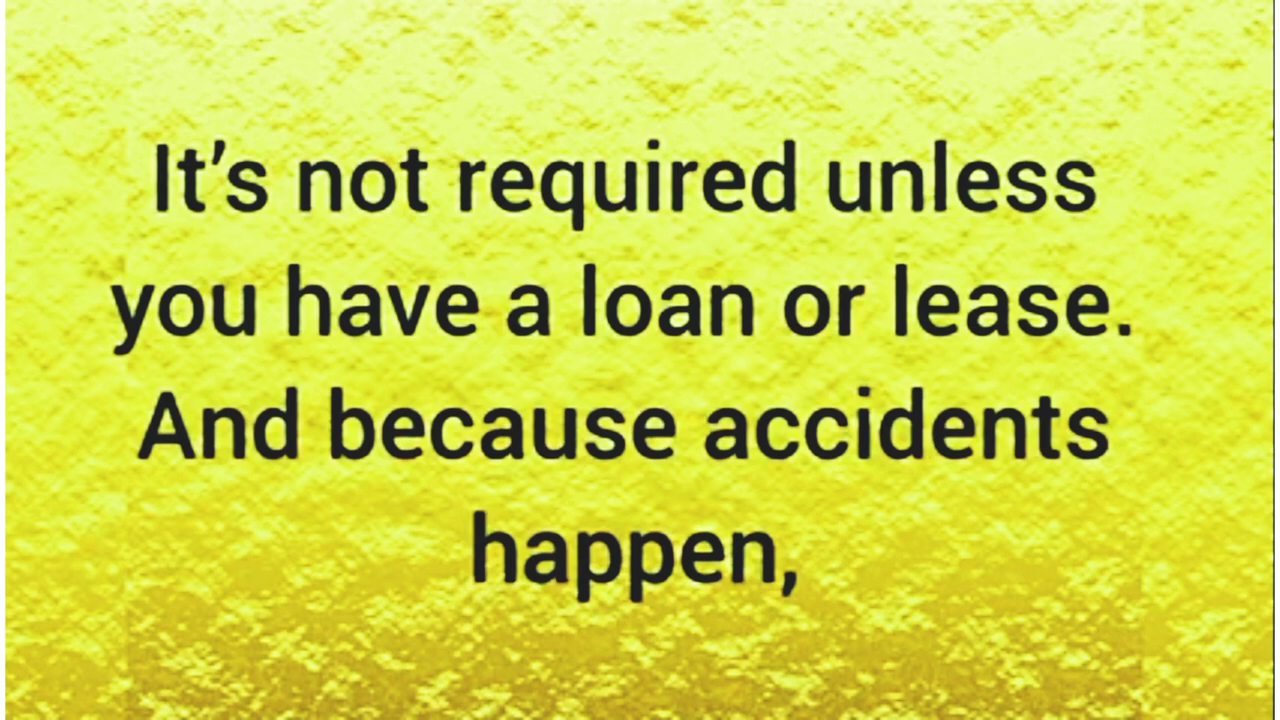 It’s not required unless
you have a loan or lease.
And because accidents
happen,